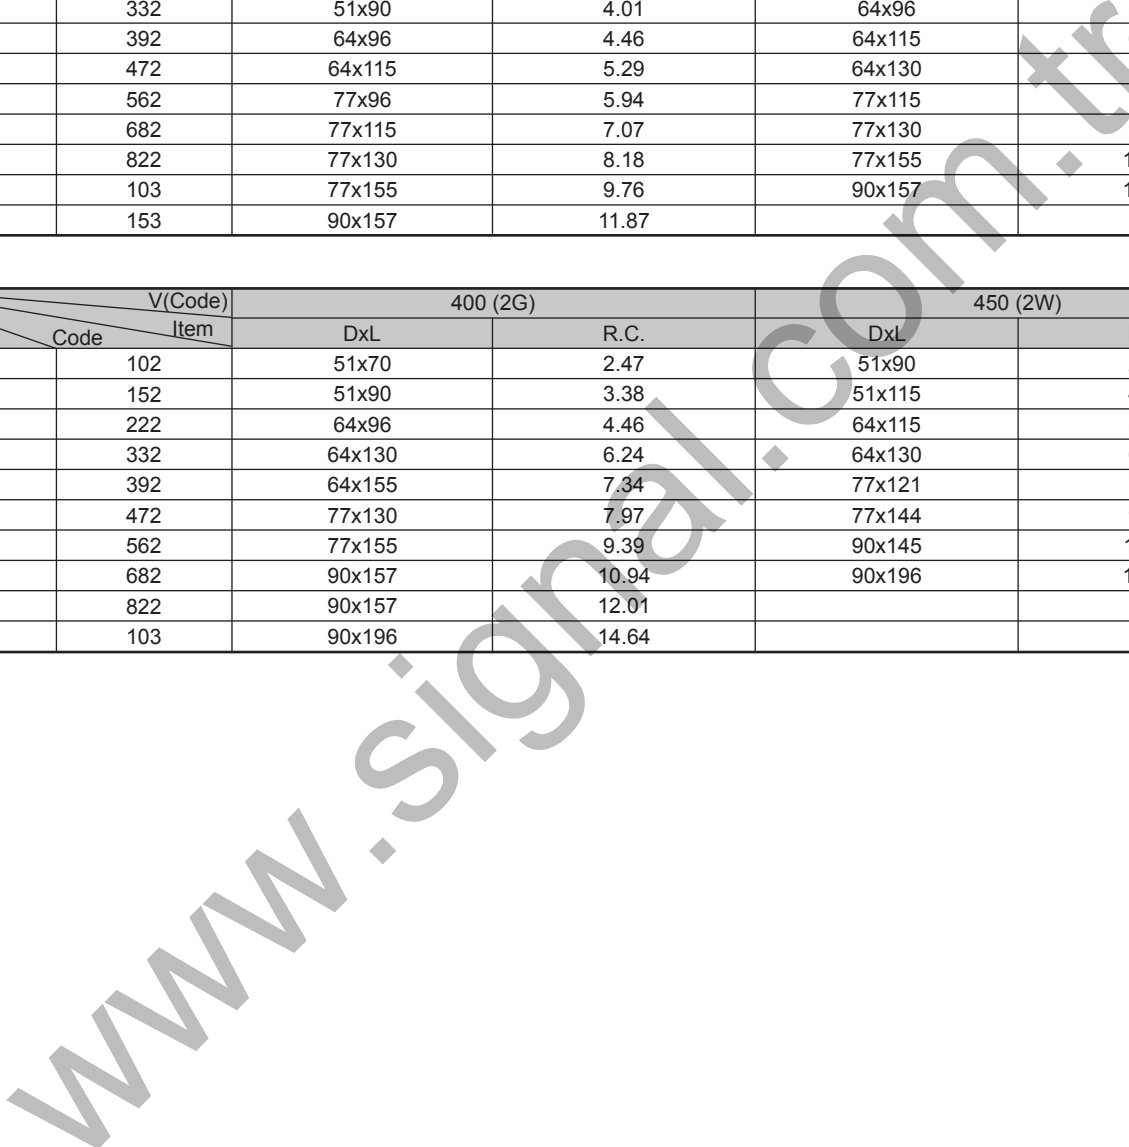 332 51x90 4.01 64x96
392 64x96 4.46 64x115
472 64x115 5.29 64x130
562 77x96 5.94 77x115
682 77x115 7.07 77x130
822 77x130 8.18 77x155
103 77x155 9.76 90x157
153 90x157 11.87
V(Code) 400 (2G) 450 (2W)
Code Item DxL R.C. DxL
102 51x70 2.47 51x90
152 51x90 3.38 51x115
222 64x96 4.46 64x115
332 64x130 6.24 64x130
392 64x155 7.34 77x121
472 77x130 7.97 77x144
562 77x155 9.39 90x145
682 90x157 10.94 90x196
822 90x157 12.01
103 90x196 14.64
www.signal.com.tr